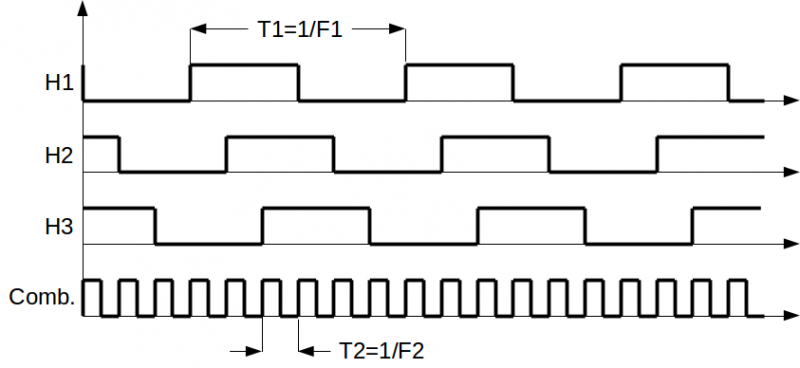 T1=1/F1
H1
H2
H3
Comb.
T2=1/F2